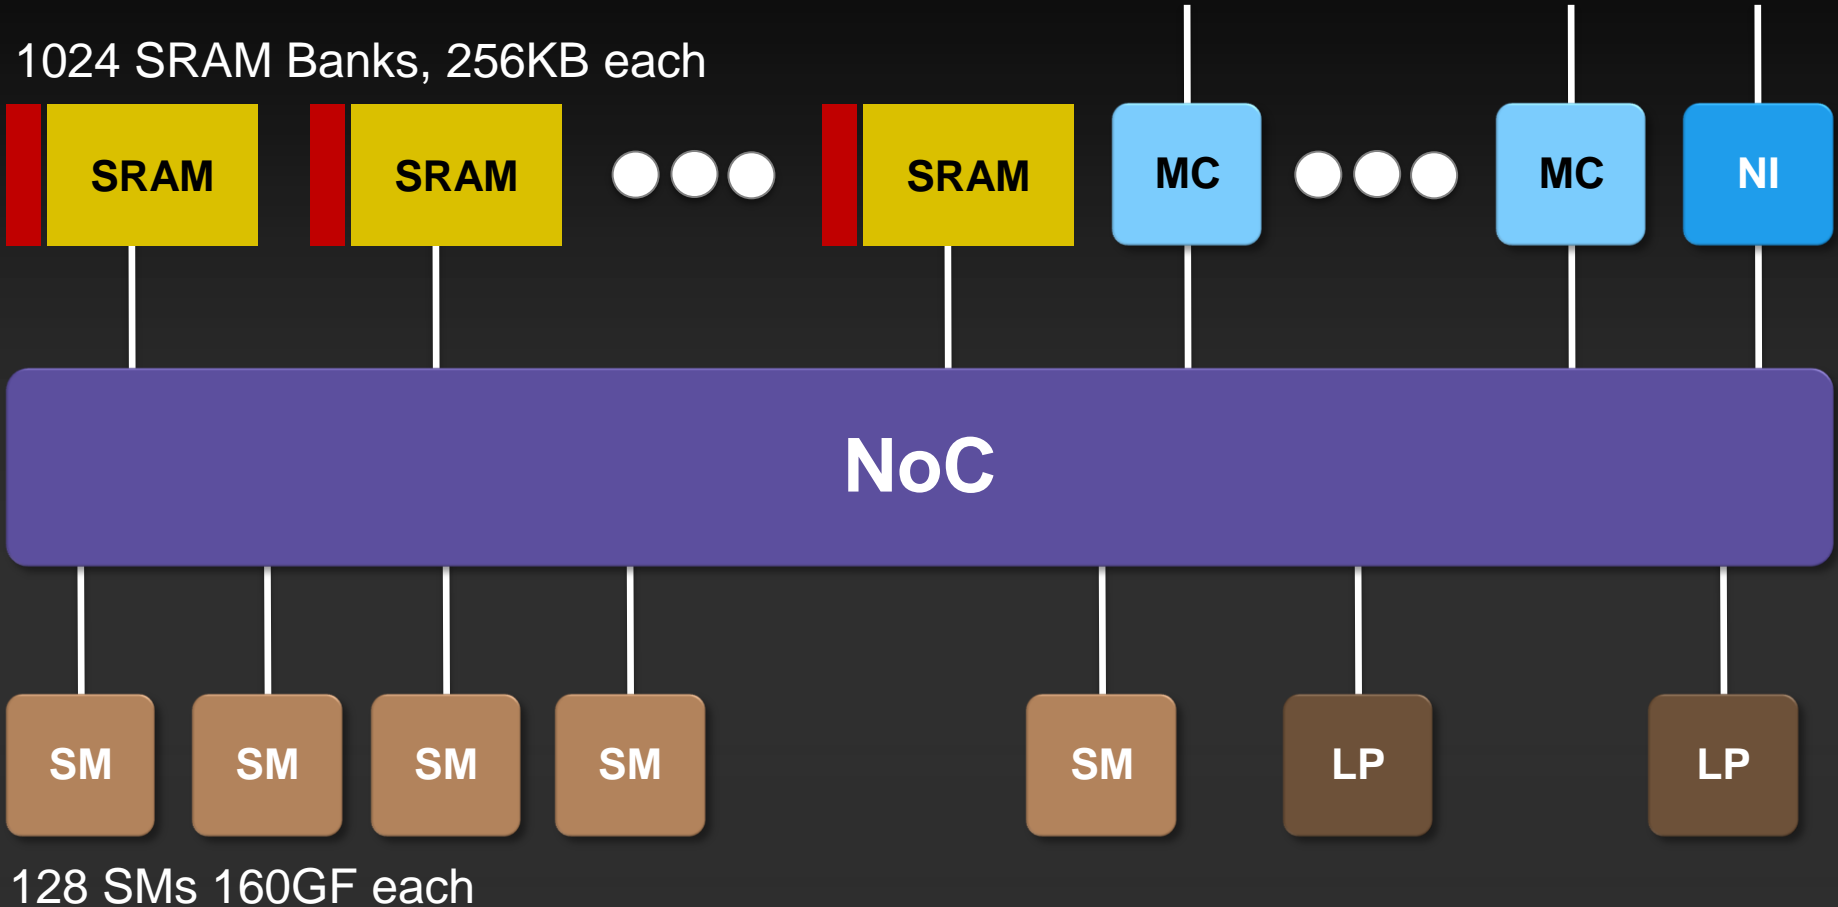 1024 SRAM Banks, 256KB each
SRAM
SRAM
SRAM
MC
MC
NI
NoC
SM
SM
SM
SM
SM
LP
LP
128 SMs 160GF each